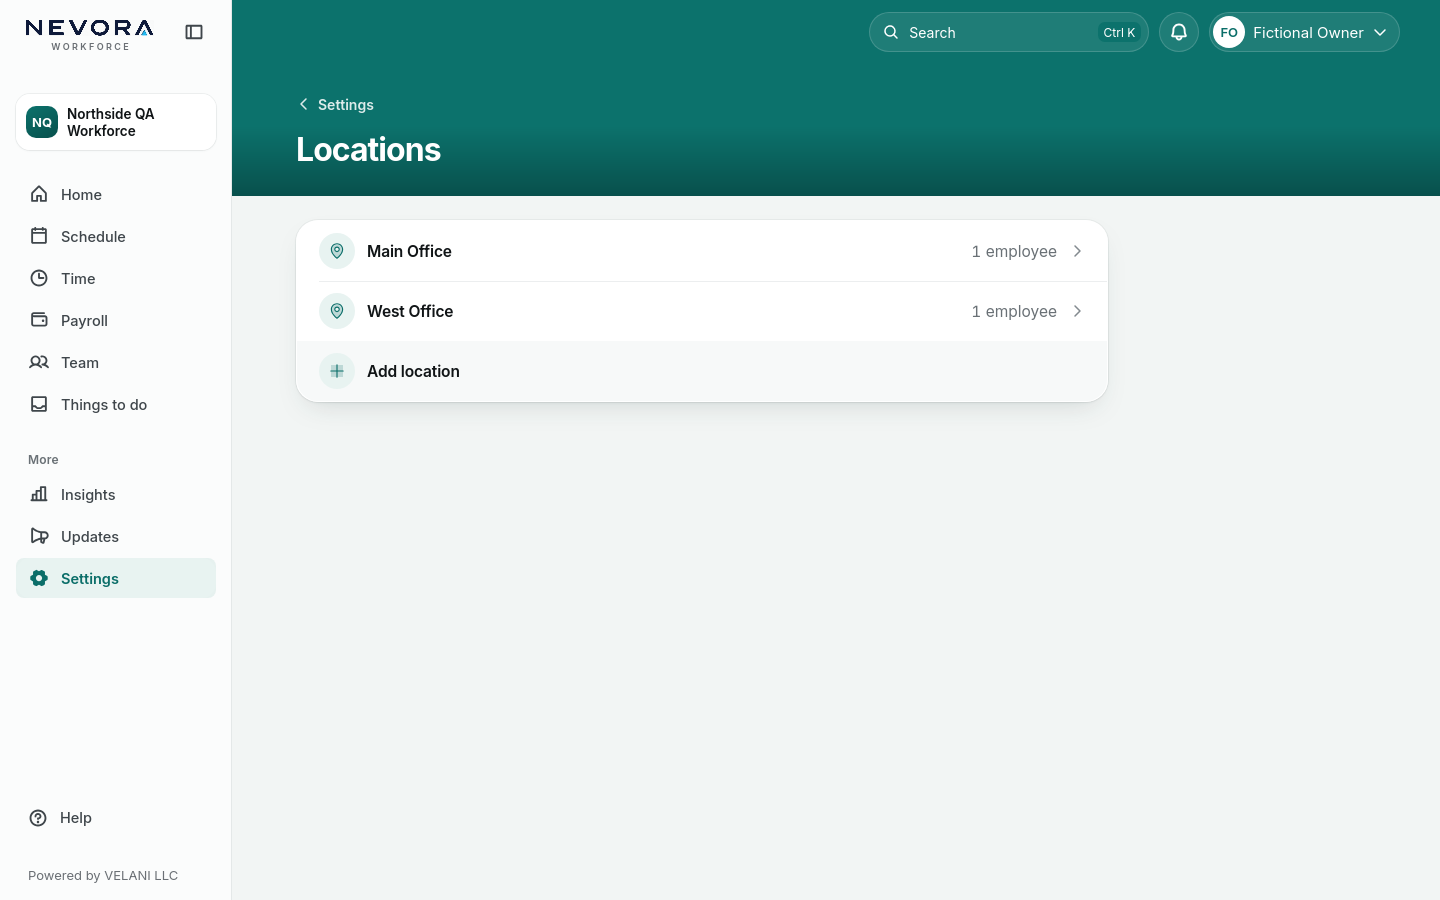 NEVORA
WORKFORCE
Search
Ctrl K
FO
Fictional Owner
NQ
Northside QA
Workforce
Settings
Locations
Home
Schedule
Time
Payroll
Team
Things to do
More
Insights
Updates
Settings
Main Office
1 employee
West Office
1 employee
Add location
Help
Powered by VELANI LLC